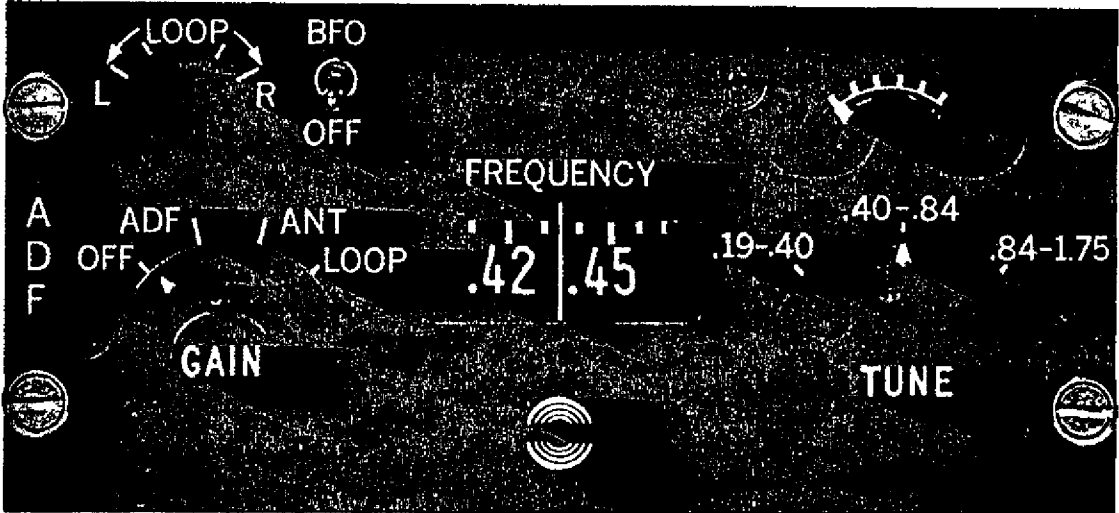 LOOP
L R
BFO
OFF
FREQUENCY
ADF
OFF ADF ANT LOOP
.42 .45
.19-.40 .40-.84 .84-1.75
GAIN
TUNE